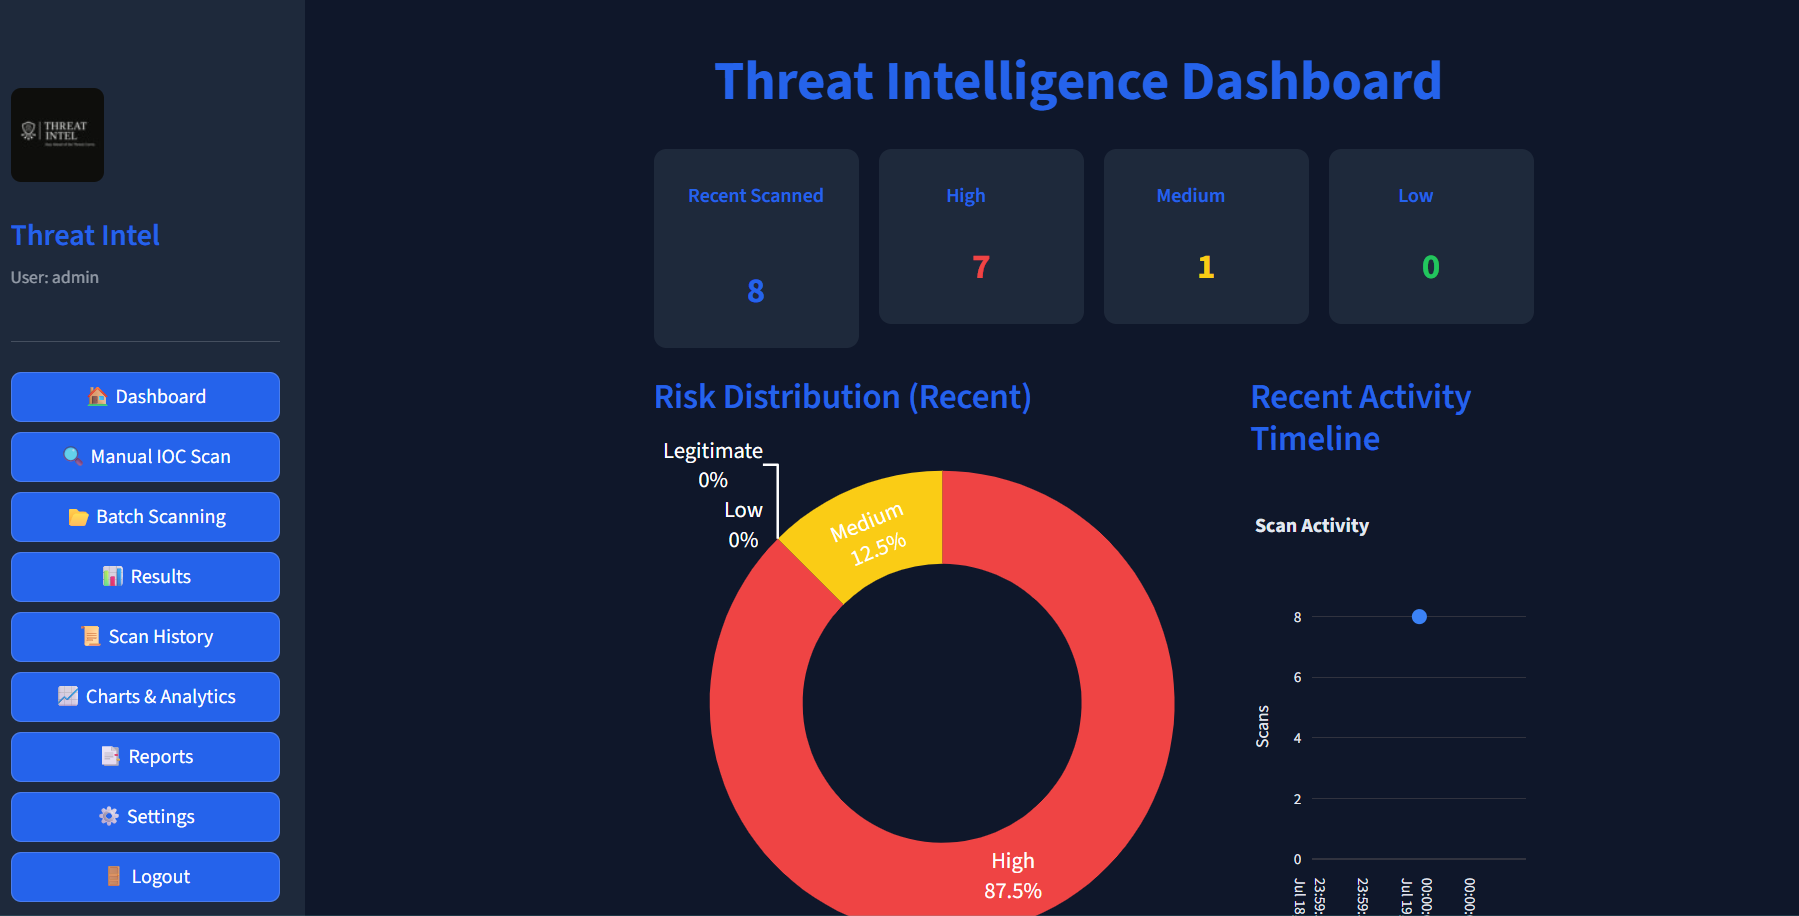 THREAT
INTEL
Threat Intel
User: admin
Dashboard
Manual IOC Scan
Batch Scanning
Results
Scan History
Charts & Analytics
Reports
Settings
Logout
Threat Intelligence Dashboard
Recent Scanned
8
High
7
Medium
1
Low
0
Risk Distribution (Recent)
Legitimate
0%
Low
0%
Medium
12.5%
High
87.5%
Recent Activity
Timeline
Scan Activity
Scans
8
6
4
2
0
23:59:
Jul 18
23:59:
00:00:
Jul 19
00:00: